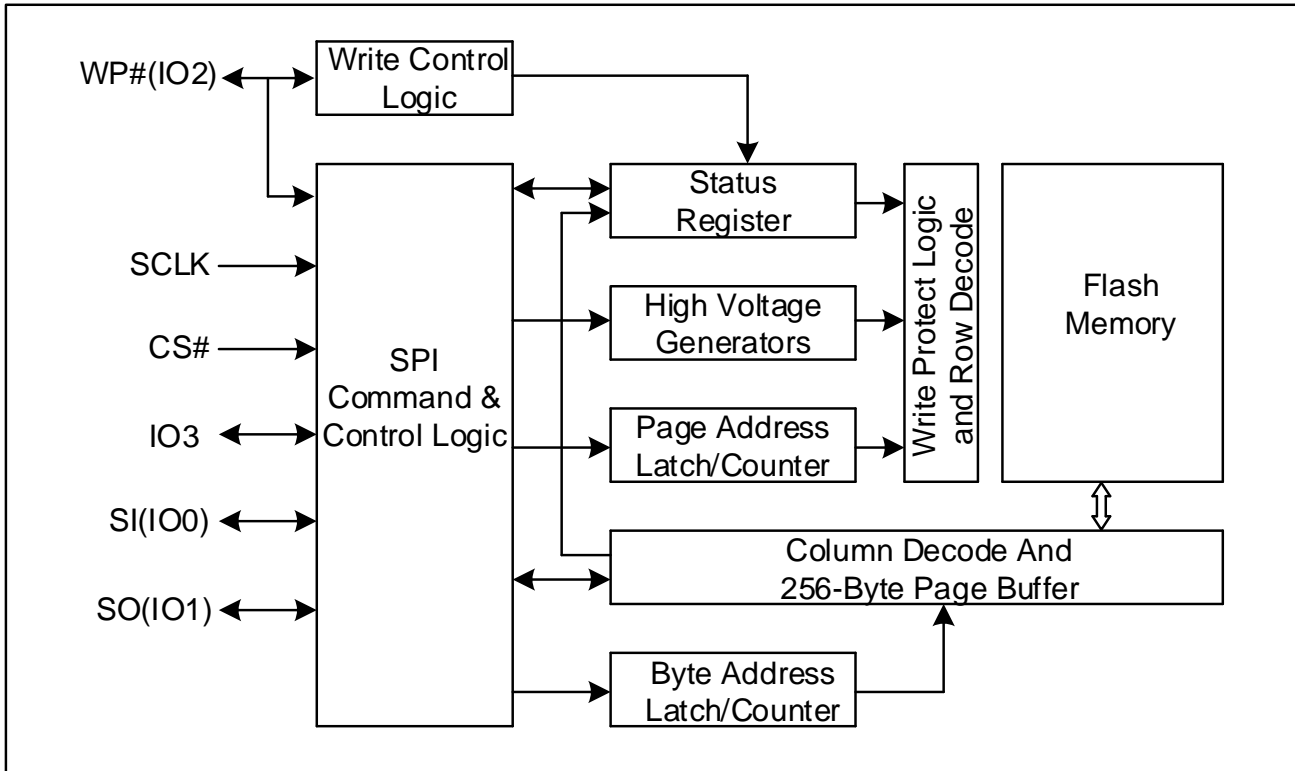 WP#(IO2)
Write Control
Logic
SCLK
CS#
IO3
SI(IO0)
SO(IO1)
SPI
Command &
Control Logic
Status
Register
High Voltage
Generators
Page Address
Latch/Counter
Write Protect Logic
and Row Decode
Flash
Memory
Column Decode And
256-Byte Page Buffer
Byte Address
Latch/Counter